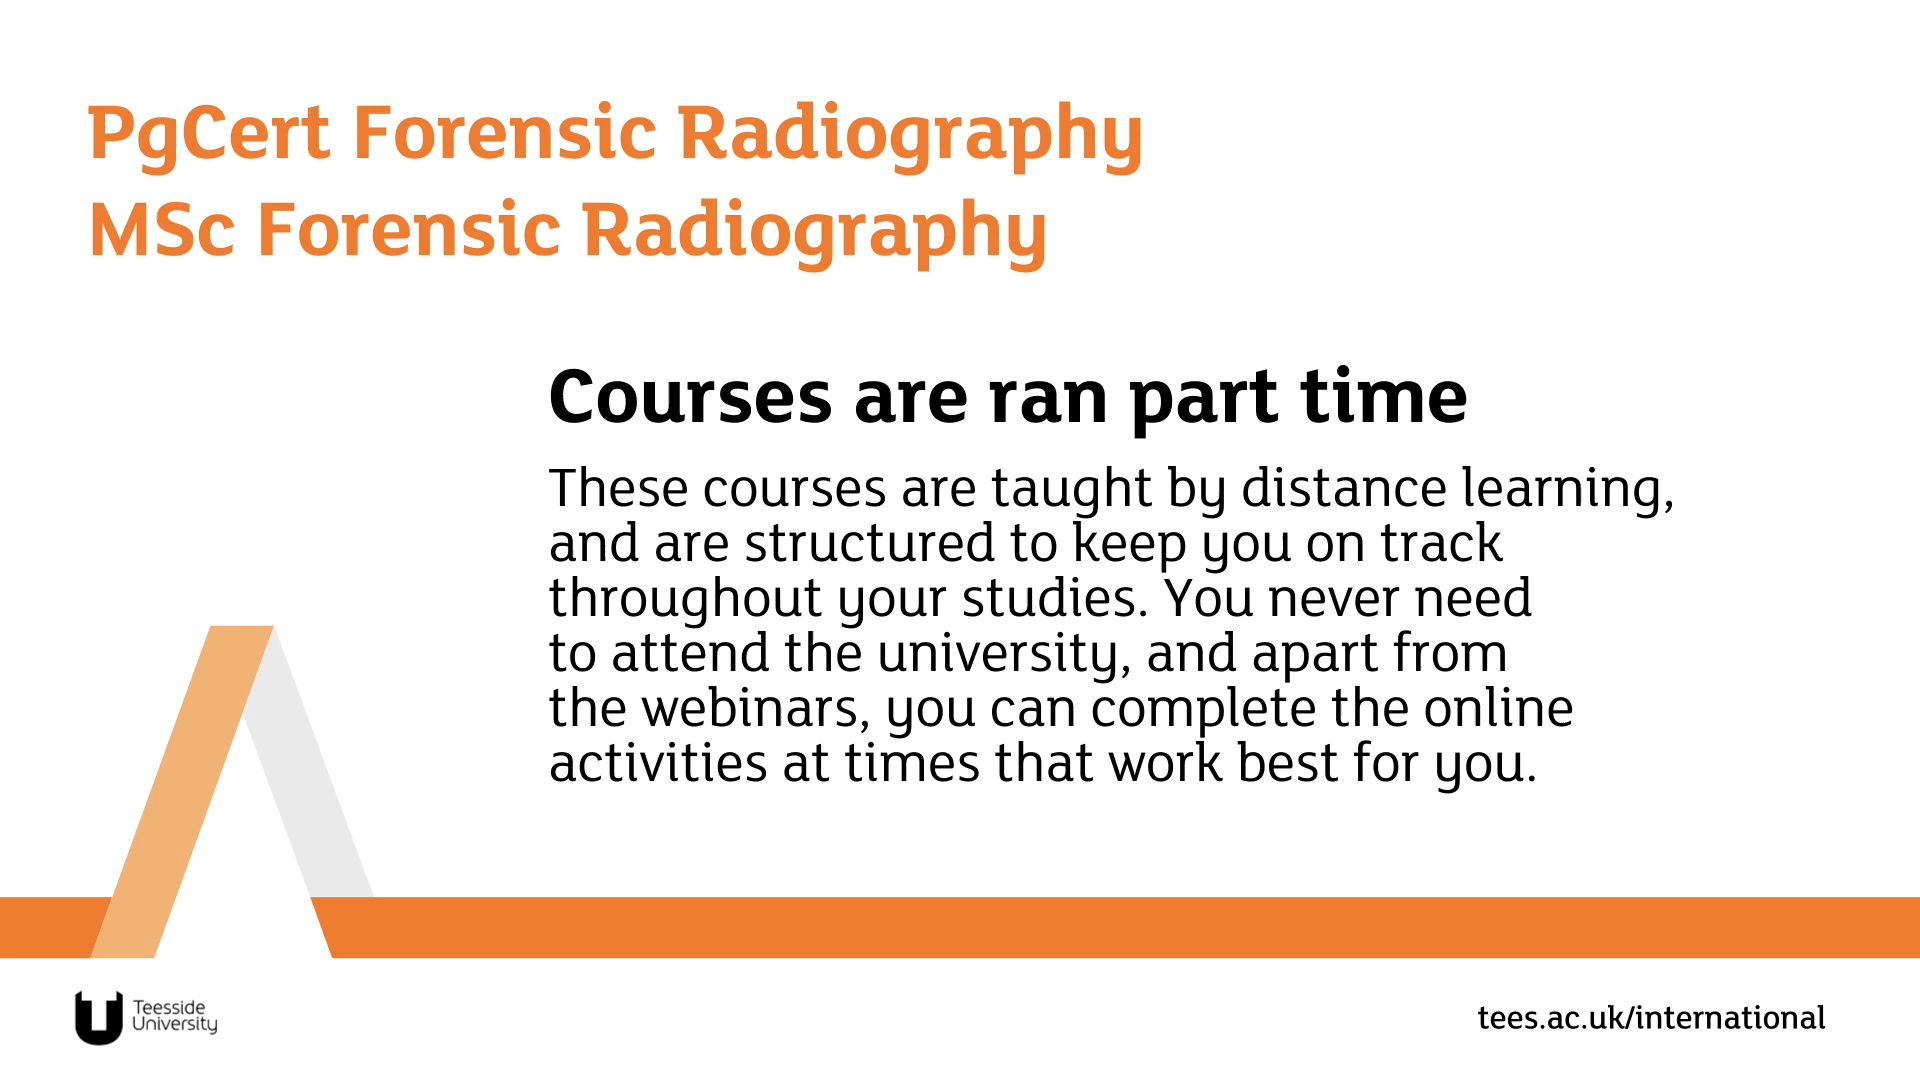 PgCert Forensic Radiography
MSc Forensic Radiography
Courses are ran part time
These courses are taught by distance learning,
and are structured to keep you on track
throughout your studies. You never need
to attend the university, and apart from
the webinars, you can complete the online
activities at times that work best for you.
Teesside
University
tees.ac.uk/international